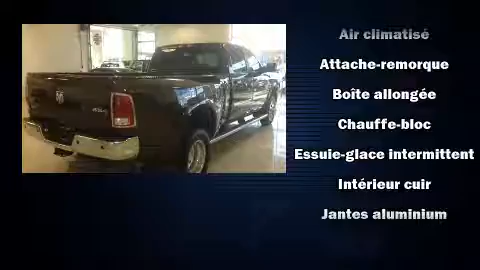 Air climatisé
Attache-remorque
Boîte allongée
Chauffe-bloc
Essuie-glace intermittent
Intérieur cuir
Jantes aluminium